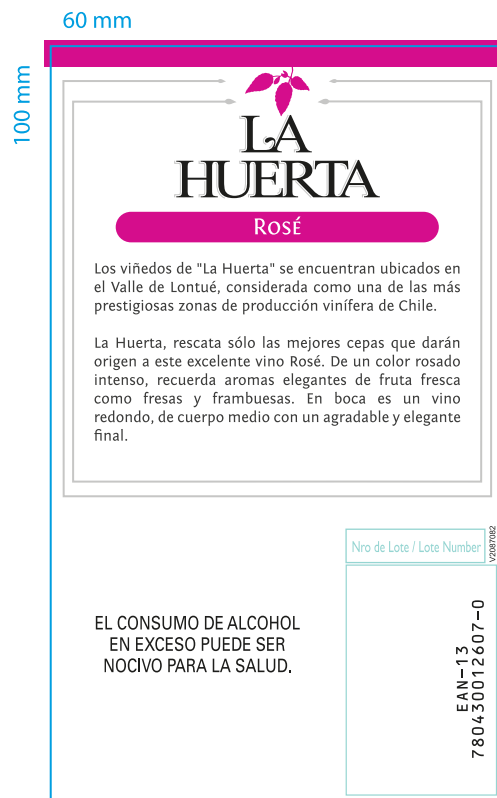 60 mm
100 mm
LA
HUERTA
Rosé
Los viñedos de "La Huerta" se encuentran ubicados en
el Valle de Lontué, considerada como una de las más
prestigiosas zonas de producción vinífera de Chile.
La Huerta, rescata sólo las mejores cepas que darán
origen a este excelente vino Rosé. De un color rosado
intenso, recuerda aromas elegantes de fruta fresca
como fresas y frambuesas. En boca es un vino
redondo, de cuerpo medio con un agradable y elegante
final.
Nro de Lote / Lote Number
V2087082
EL CONSUMO DE ALCOHOL
EN EXCESO PUEDE SER
NOCIVO PARA LA SALUD.
EAN-13
780430012607-0